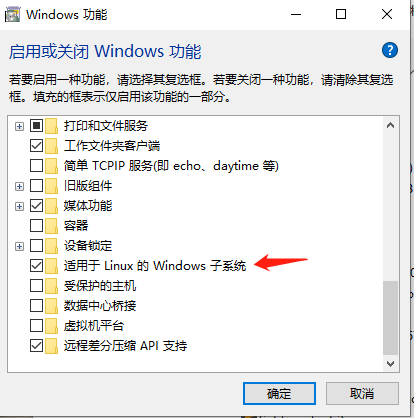 Windows 功能
启用或关闭 Windows 功能
若要启用一种功能，请选择其复选框。若要关闭一种功能，请清除其复选
框。填充的框表示仅启用该功能的一部分。
打印和文件服务
工作文件夹客户端
简单 TCPIP 服务(即 echo、daytime 等)
旧版组件
媒体功能
容器
设备锁定
适用于 Linux 的 Windows 子系统
受保护的主机
数据中心桥接
虚拟机平台
远程差分压缩 API 支持
确定
取消